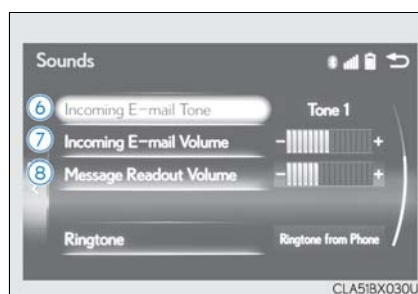 Sounds
6 Incoming E-mail Tone Tone 1
7 Incoming E-mail Volume - +
8 Message Readout Volume - +
Ringtone Ringtone from Phone
CLA51BX030U